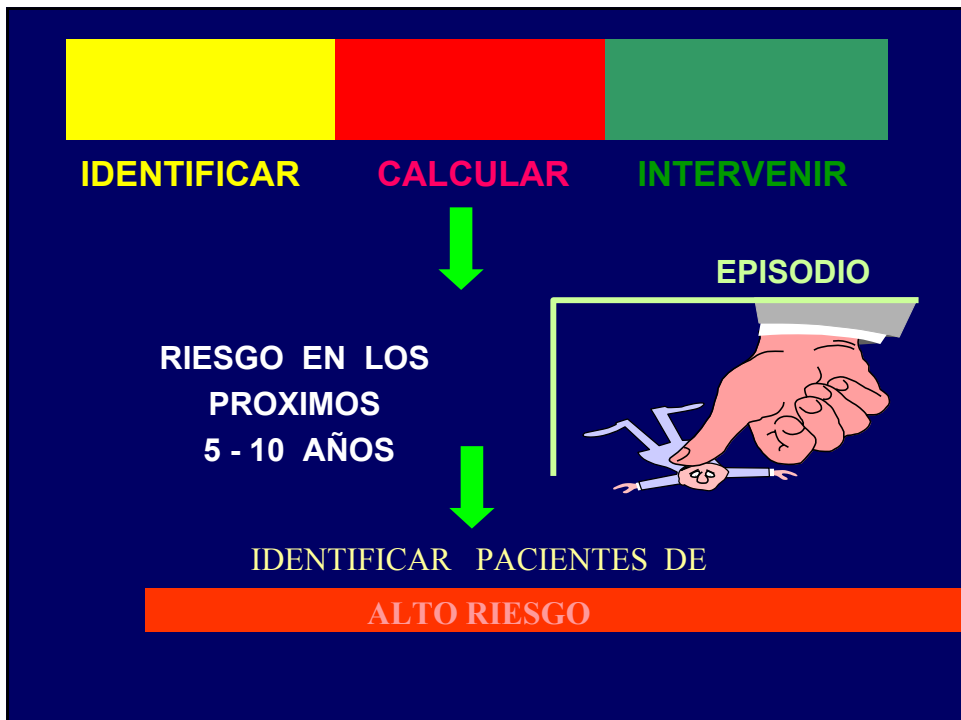 IDENTIFICAR CALCULAR INTERVENIR
EPISODIO
RIESGO EN LOS
PROXIMOS
5 - 10 AÑOS
IDENTIFICAR PACIENTES DE
ALTO RIESGO